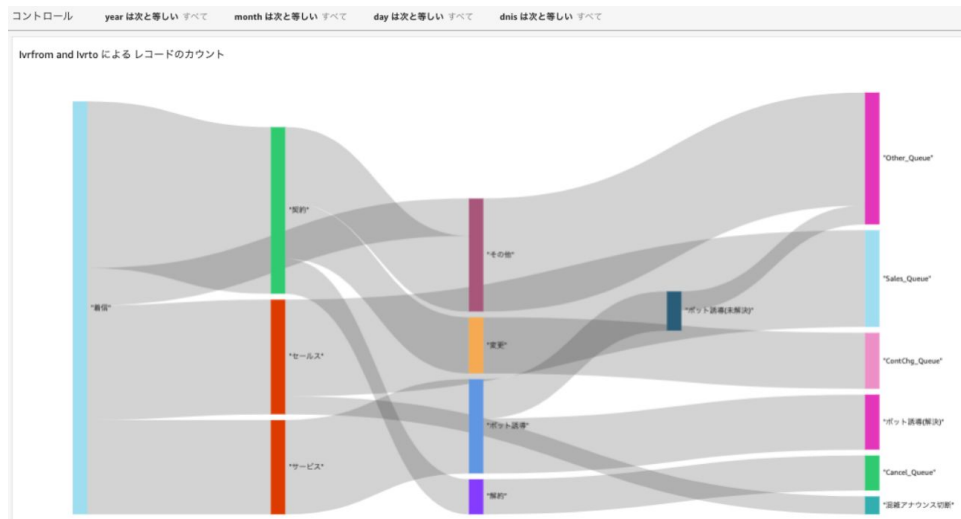 コントロール
year は次と等しい すべて
month は次と等しい すべて
day は次と等しい すべて
dnis は次と等しい すべて
Ivrfrom and Ivrto による レコードのカウント
"着信"
"契約"
"セールス"
"サービス"
"その他"
"変更"
"ボット誘導"
"解約"
"ボット誘導(未解決)"
"Other_Queue"
"Sales_Queue"
"ContChg_Queue"
"ボット誘導(解決)"
"Cancel_Queue"
"混雑アナウンス切断"